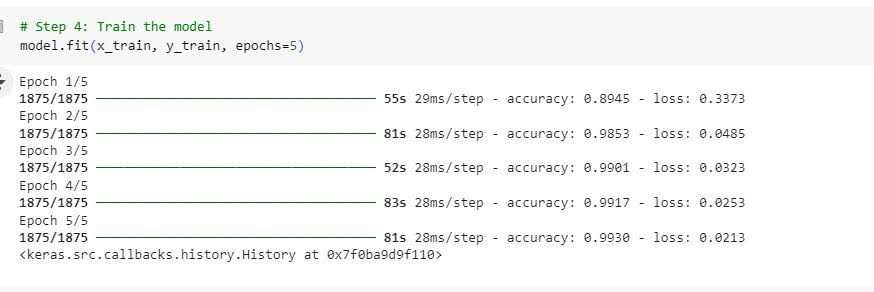 # Step 4: Train the model
model.fit(x_train, y_train, epochs=5)
Epoch 1/5
1875/1875 ━━━━━━━━━━━━━━━━━━━━ 55s 29ms/step - accuracy: 0.8945 - loss: 0.3373
Epoch 2/5
1875/1875 ━━━━━━━━━━━━━━━━━━━━ 81s 28ms/step - accuracy: 0.9853 - loss: 0.0485
Epoch 3/5
1875/1875 ━━━━━━━━━━━━━━━━━━━━ 52s 28ms/step - accuracy: 0.9901 - loss: 0.0323
Epoch 4/5
1875/1875 ━━━━━━━━━━━━━━━━━━━━ 83s 28ms/step - accuracy: 0.9917 - loss: 0.0253
Epoch 5/5
1875/1875 ━━━━━━━━━━━━━━━━━━━━ 81s 28ms/step - accuracy: 0.9930 - loss: 0.0213
<keras.src.callbacks.history.History at 0x7f0ba9d9f110>